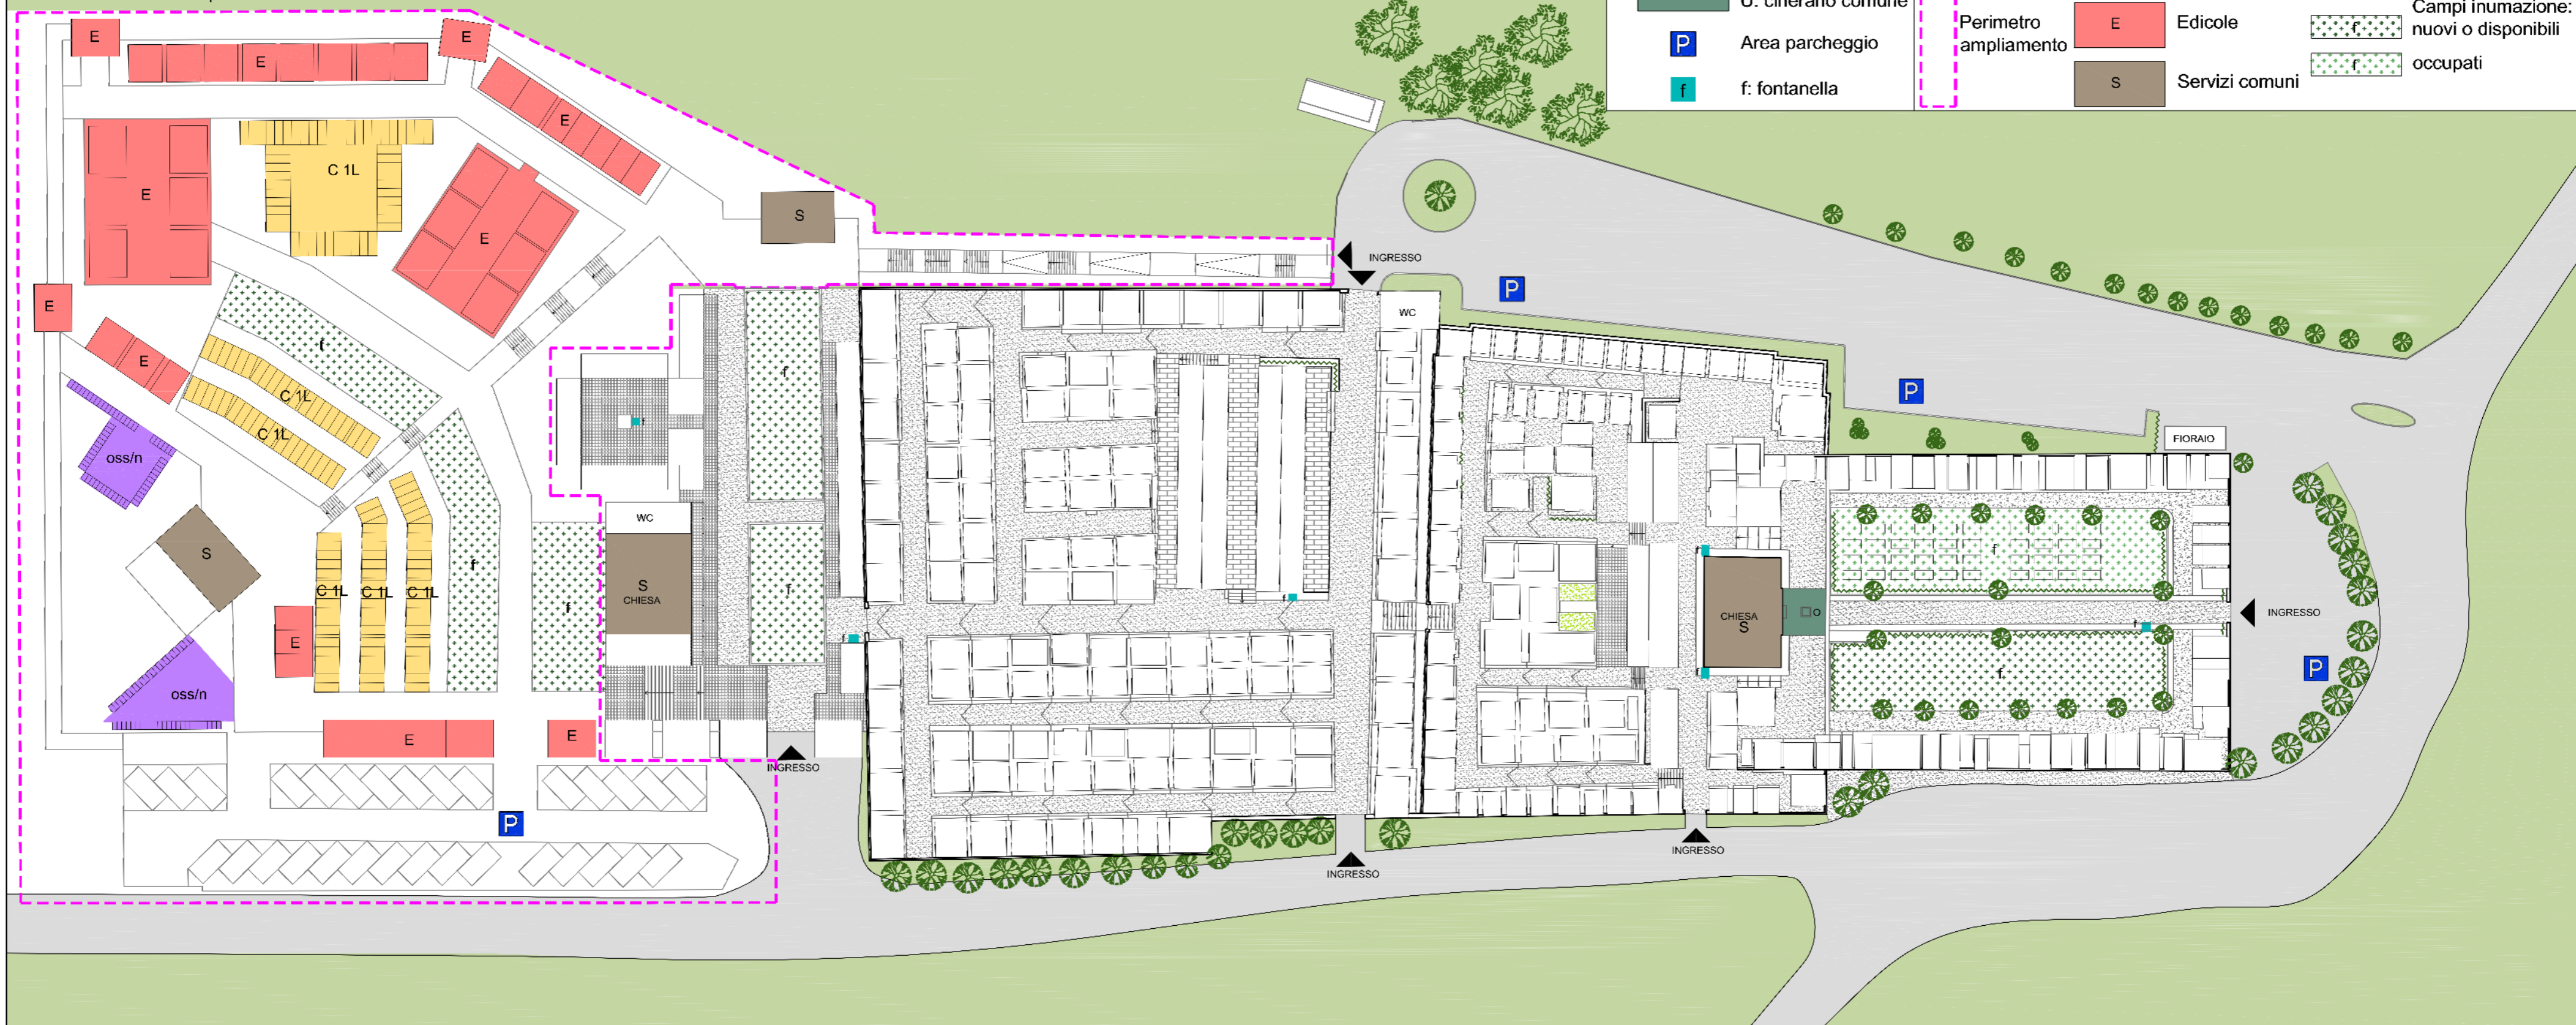 U: cinerario comune
P
Area parcheggio
f
f: fontanella
Perimetro
ampliamento
E
Edicole
S
Servizi comuni
Campi inumazione:
f
nuovi o disponibili
f
occupati
E
E
E
E
C 1L
E
E
S
INGRESSO
P
E
f
WC
E
f
P
C 1L
f
C 1L
FIORAIO
oss/n
WC
S
f
f
S
CHIESA
f
f
f
f
f
C 1L
C 1L
C 1L
E
f
CHIESA
S
O
INGRESSO
f
f
f
P
oss/n
E
E
INGRESSO
P
INGRESSO
INGRESSO